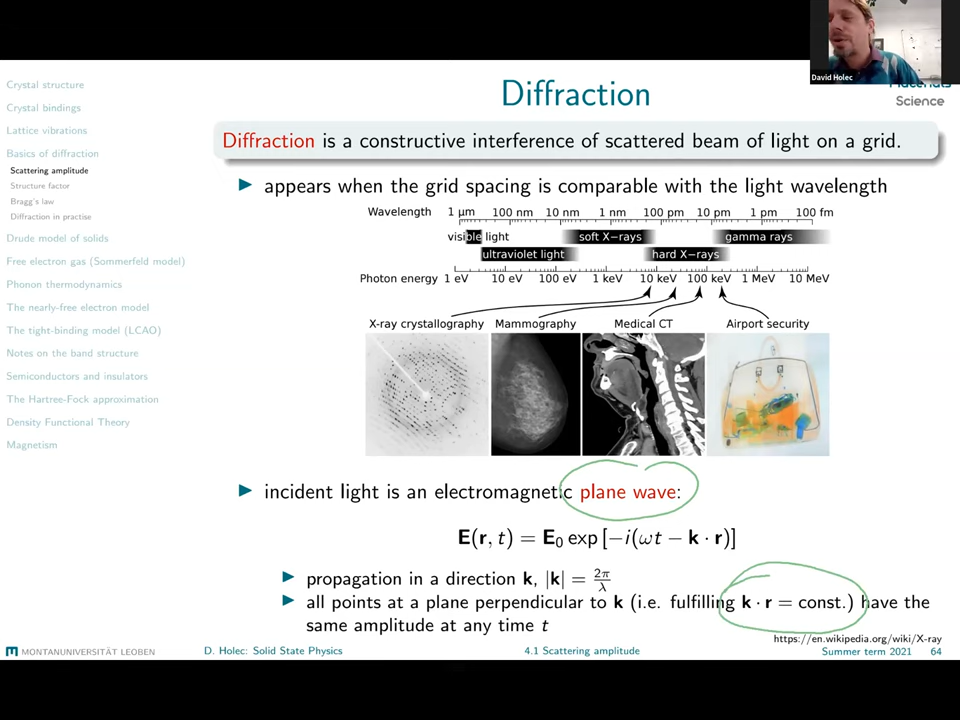 David Holec
Materials
Science
Crystal structure
Crystal bindings
Lattice vibrations
Basics of diffraction
Scattering amplitude
Structure factor
Bragg's law
Diffraction in practise
Drude model of solids
Free electron gas (Sommerfeld model)
Phonon thermodynamics
The nearly-free electron model
The tight-binding model (LCAO)
Notes on the band structure
Semiconductors and insulators
The Hartree-Fock approximation
Density Functional Theory
Magnetism
Diffraction
Diffraction is a constructive interference of scattered beam of light on a grid.
▶ appears when the grid spacing is comparable with the light wavelength
Wavelength 1 µm 100 nm 10 nm 1 nm 100 pm 10 pm 1 pm 100 fm
visible light soft X−rays gamma rays
ultraviolet light hard X−rays
Photon energy 1 eV 10 eV 100 eV 1 keV 10 keV 100 keV 1 MeV 10 MeV
X-ray crystallography Mammography Medical CT Airport security
▶ incident light is an electromagnetic plane wave:
E(r, t) = E₀ exp [−i(ωt − k · r)]
▶ propagation in a direction k, |k| = 2π/λ
▶ all points at a plane perpendicular to k (i.e. fulfilling k · r = const.) have the
same amplitude at any time t
https://en.wikipedia.org/wiki/X-ray
MONTANUNIVERSITÄT LEOBEN D. Holec: Solid State Physics 4.1 Scattering amplitude Summer term 2021 64